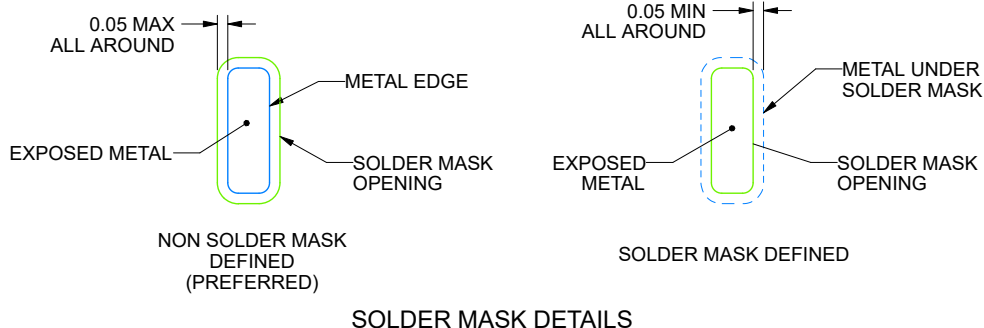 0.05 MAX
ALL AROUND
METAL EDGE
EXPOSED METAL
SOLDER MASK
OPENING
NON SOLDER MASK
DEFINED
(PREFERRED)
0.05 MIN
ALL AROUND
METAL UNDER
SOLDER MASK
EXPOSED
METAL
SOLDER MASK
OPENING
SOLDER MASK DEFINED
SOLDER MASK DETAILS